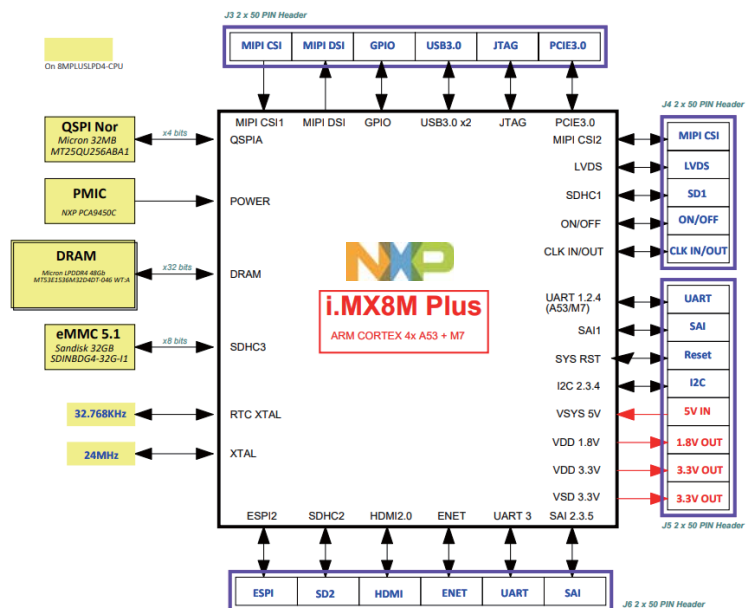 J3 2 x 50 PIN Header
MIPI CSI MIPI DSI GPIO USB3.0 JTAG PCIE3.0
On 8MPLUSLPD4-CPU
J4 2 x 50 PIN Header
MIPI CSI1 MIPI DSI GPIO USB3.0 x2 JTAG PCIE3.0
QSPI Nor
Micron 32MB
MT25QU256ABA1
x4 bits
QSPIA
MIPI CSI2
MIPI CSI
LVDS
LVDS
PMIC
NXP PCA9450C
POWER
SDHC1
SD1
ON/OFF
ON/OFF
CLK IN/OUT
CLK IN/OUT
DRAM
Micron LPDDR4 48Gb
MT53E1536M32D4DT-046 WT:A
x32 bits
DRAM
NXP
i.MX8M Plus
ARM CORTEX 4x A53 + M7
UART 1.2.4
(A53/M7)
UART
SAI1
SAI
eMMC 5.1
Sandisk 32GB
SDINBDG4-32G-I1
x8 bits
SDHC3
SYS RST
Reset
I2C 2.3.4
I2C
32.768KHz
RTC XTAL
VSYS 5V
5V IN
24MHz
XTAL
VDD 1.8V
1.8V OUT
VDD 3.3V
3.3V OUT
VSD 3.3V
3.3V OUT
ESPI2 SDHC2 HDMI2.0 ENET UART 3 SAI 2.3.5
J5 2 x 50 PIN Header
ESPI SD2 HDMI ENET UART SAI
J6 2 x 50 PIN Header